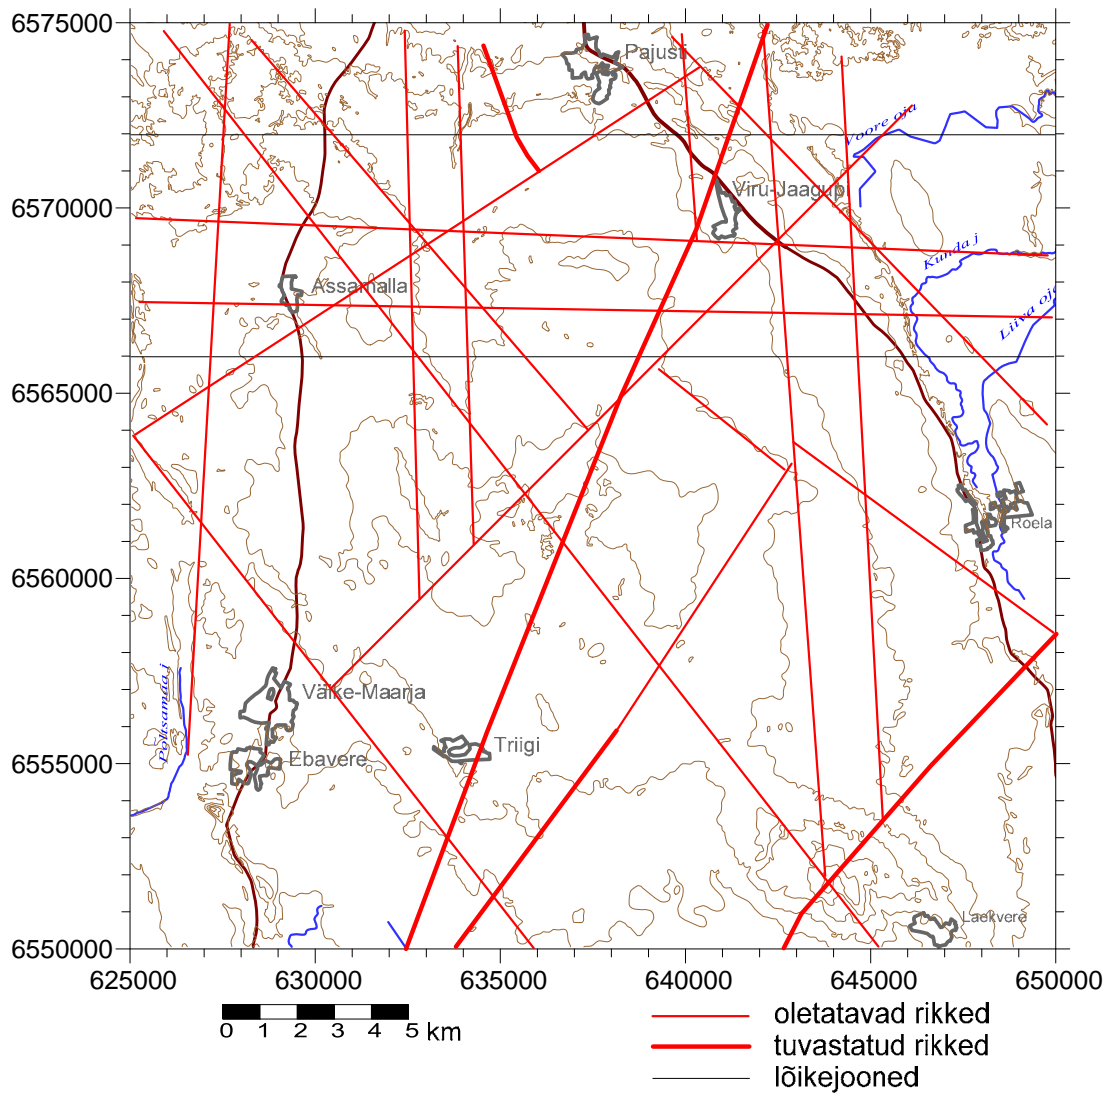 6575000
Pajusti
Voore oja
Viru-Jaagupi
6570000
Kunda j
Assamalla
Liiva oja
6565000
Roela
6560000
Põltsamaa j
Väike-Maarja
Triigi
Ebavere
6555000
Laekvere
6550000
625000 630000 635000 640000 645000 650000
0 1 2 3 4 5 km
oletatavad rikked
tuvastatud rikked
lõikejooned